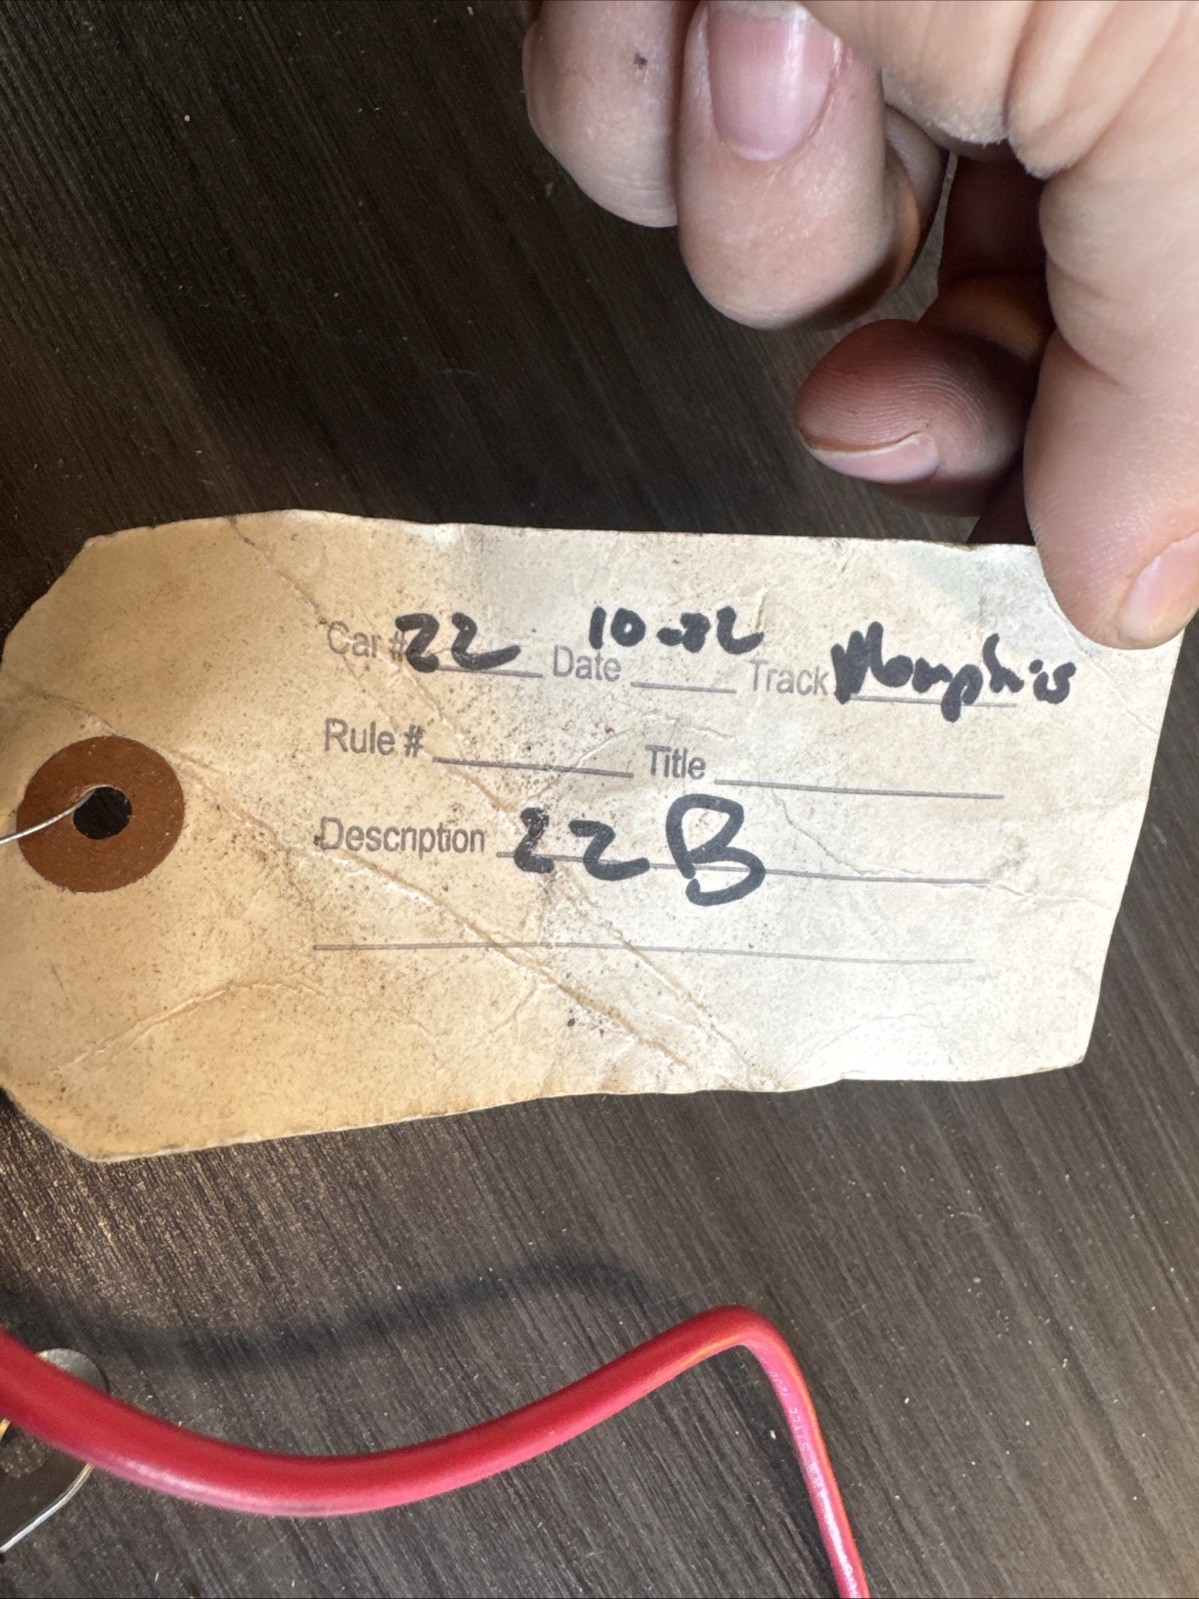 Car # 22 Date 10-22 Track Memphis
Rule # Title
Description 22B